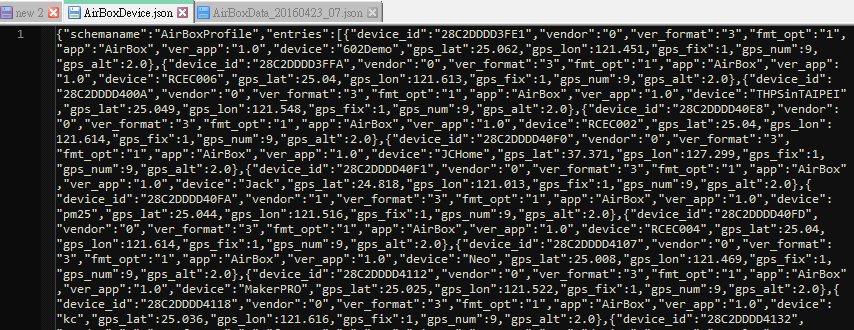 new 2 AirBoxDevice.json AirBoxData_20160423_07.json
1 {"schemaname":"AirBoxProfile","entries":[{"device_id":"28C2DDDD3FE1","vendor":"0","ver_format":"3","fmt_opt":"1",
"app":"AirBox","ver_app":"1.0","device":"602Demo","gps_lat":25.062,"gps_lon":121.451,"gps_fix":1,"gps_num":9,
"gps_alt":2.0},{"device_id":"28C2DDDD3FFA","vendor":"0","ver_format":"3","fmt_opt":"1","app":"AirBox","ver_app":
"1.0","device":"RCEC006","gps_lat":25.04,"gps_lon":121.613,"gps_fix":1,"gps_num":9,"gps_alt":2.0},{"device_id":
"28C2DDDD400A","vendor":"0","ver_format":"3","fmt_opt":"1","app":"AirBox","ver_app":"1.0","device":"THPSinTAIPEI"
,"gps_lat":25.049,"gps_lon":121.548,"gps_fix":1,"gps_num":9,"gps_alt":2.0},{"device_id":"28C2DDDD40E8","vendor":
"0","ver_format":"3","fmt_opt":"1","app":"AirBox","ver_app":"1.0","device":"RCEC002","gps_lat":25.04,"gps_lon":
121.614,"gps_fix":1,"gps_num":9,"gps_alt":2.0},{"device_id":"28C2DDDD40F0","vendor":"0","ver_format":"3",
"fmt_opt":"1","app":"AirBox","ver_app":"1.0","device":"JCHome","gps_lat":37.371,"gps_lon":127.299,"gps_fix":1,
"gps_num":9,"gps_alt":2.0},{"device_id":"28C2DDDD40F1","vendor":"0","ver_format":"3","fmt_opt":"1","app":"AirBox"
,"ver_app":"1.0","device":"Jack","gps_lat":24.818,"gps_lon":121.013,"gps_fix":1,"gps_num":9,"gps_alt":2.0},{
"device_id":"28C2DDDD40FA","vendor":"1","ver_format":"3","fmt_opt":"1","app":"AirBox","ver_app":"1.0","device":
"pm25","gps_lat":25.044,"gps_lon":121.516,"gps_fix":1,"gps_num":9,"gps_alt":2.0},{"device_id":"28C2DDDD40FD",
"vendor":"0","ver_format":"3","fmt_opt":"1","app":"AirBox","ver_app":"1.0","device":"RCEC004","gps_lat":25.04,
"gps_lon":121.614,"gps_fix":1,"gps_num":9,"gps_alt":2.0},{"device_id":"28C2DDDD4107","vendor":"0","ver_format":
"3","fmt_opt":"1","app":"AirBox","ver_app":"1.0","device":"Neo","gps_lat":25.008,"gps_lon":121.469,"gps_fix":1,
"gps_num":9,"gps_alt":2.0},{"device_id":"28C2DDDD4112","vendor":"0","ver_format":"3","fmt_opt":"1","app":"AirBox"
,"ver_app":"1.0","device":"MakerPRO","gps_lat":25.025,"gps_lon":121.522,"gps_fix":1,"gps_num":9,"gps_alt":2.0},{
"device_id":"28C2DDDD4118","vendor":"0","ver_format":"3","fmt_opt":"1","app":"AirBox","ver_app":"1.0","device":
"kc","gps_lat":25.036,"gps_lon":121.616,"gps_fix":1,"gps_num":9,"gps_alt":2.0},{"device_id":"28C2DDDD4132",